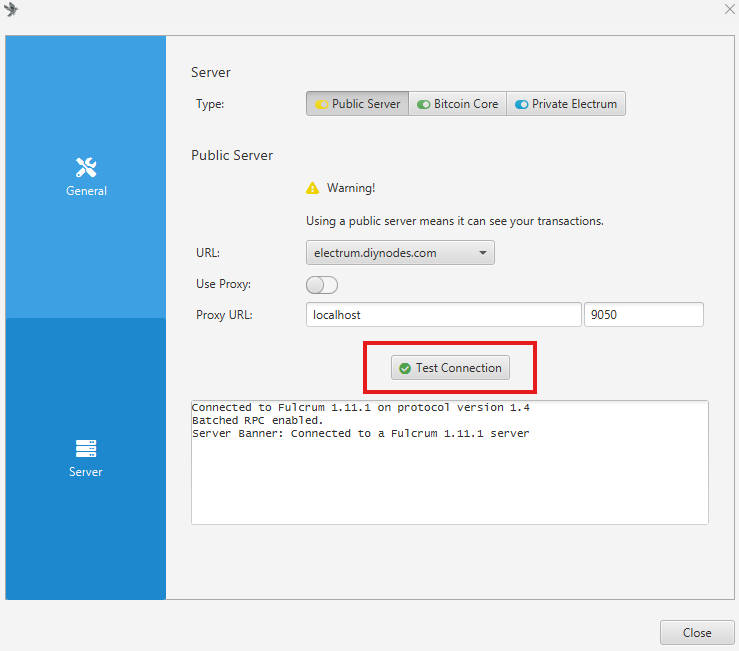 Server
Type:
Public Server
Bitcoin Core
Private Electrum
Public Server
Warning!
Using a public server means it can see your transactions.
URL:
electrum.diynodes.com
Use Proxy:
Proxy URL:
localhost
9050
Test Connection
Connected to Fulcrum 1.11.1 on protocol version 1.4
Batched RPC enabled.
Server Banner: Connected to a Fulcrum 1.11.1 server
General
Server
Close